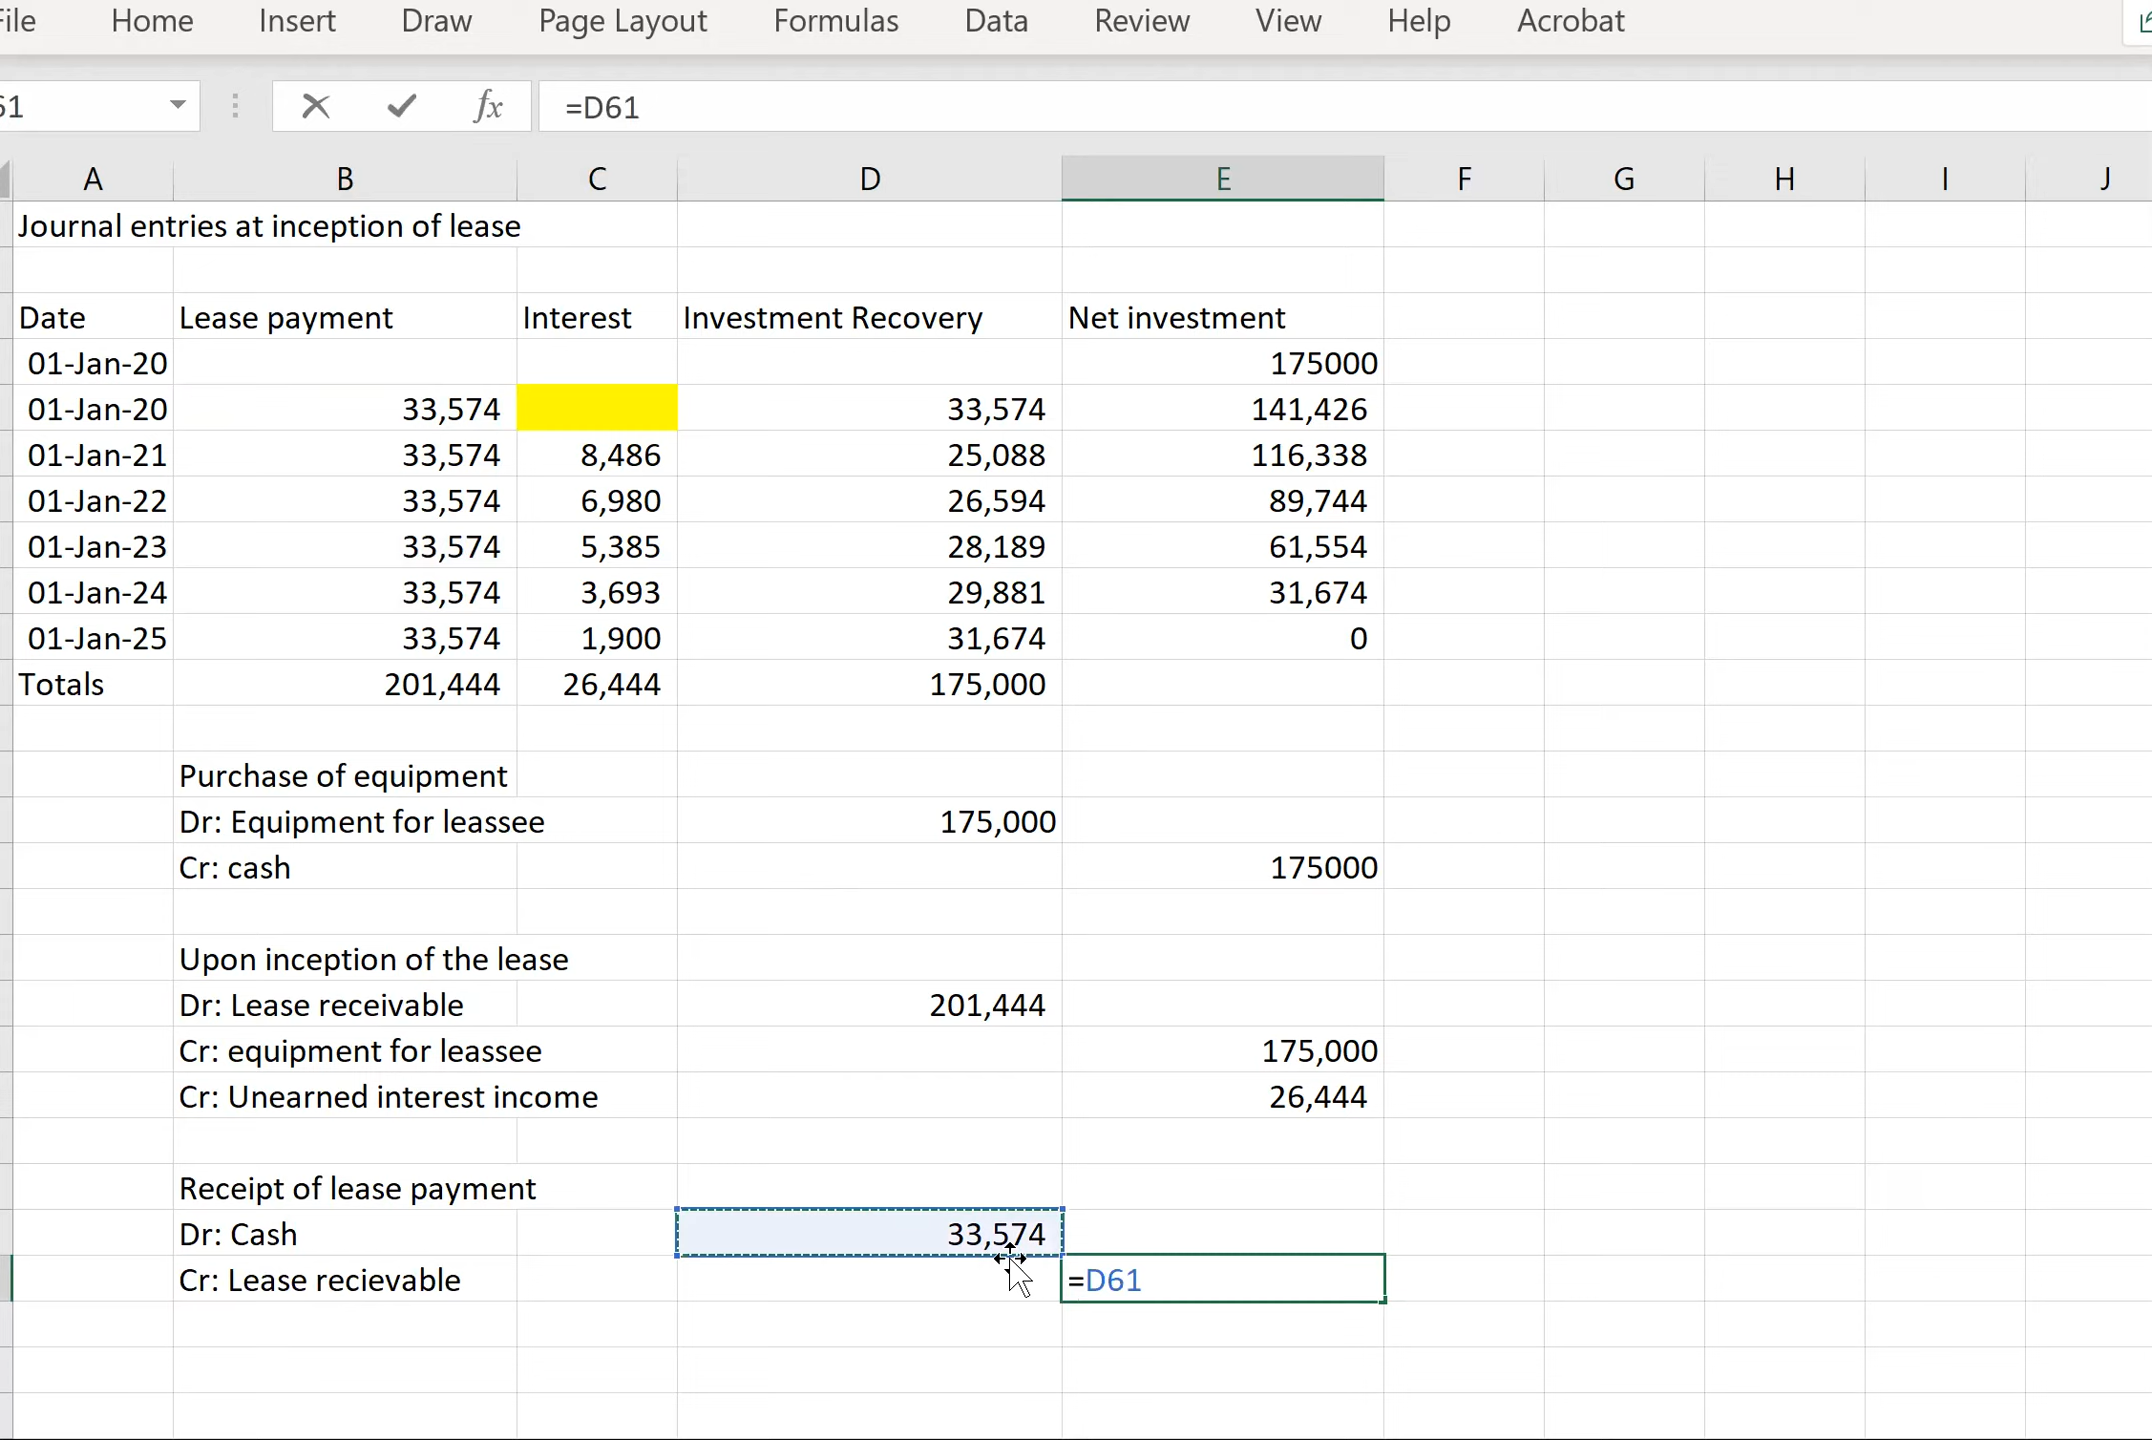 File Home Insert Draw Page Layout Formulas Data Review View Help Acrobat
61 fx =D61
A B C D E F G H I J
Journal entries at inception of lease
Date Lease payment Interest Investment Recovery Net investment
01-Jan-20 175000
01-Jan-20 33,574 33,574 141,426
01-Jan-21 33,574 8,486 25,088 116,338
01-Jan-22 33,574 6,980 26,594 89,744
01-Jan-23 33,574 5,385 28,189 61,554
01-Jan-24 33,574 3,693 29,881 31,674
01-Jan-25 33,574 1,900 31,674 0
Totals 201,444 26,444 175,000
Purchase of equipment
Dr: Equipment for leassee 175,000
Cr: cash 175000
Upon inception of the lease
Dr: Lease receivable 201,444
Cr: equipment for leassee 175,000
Cr: Unearned interest income 26,444
Receipt of lease payment
Dr: Cash 33,574
Cr: Lease recievable =D61